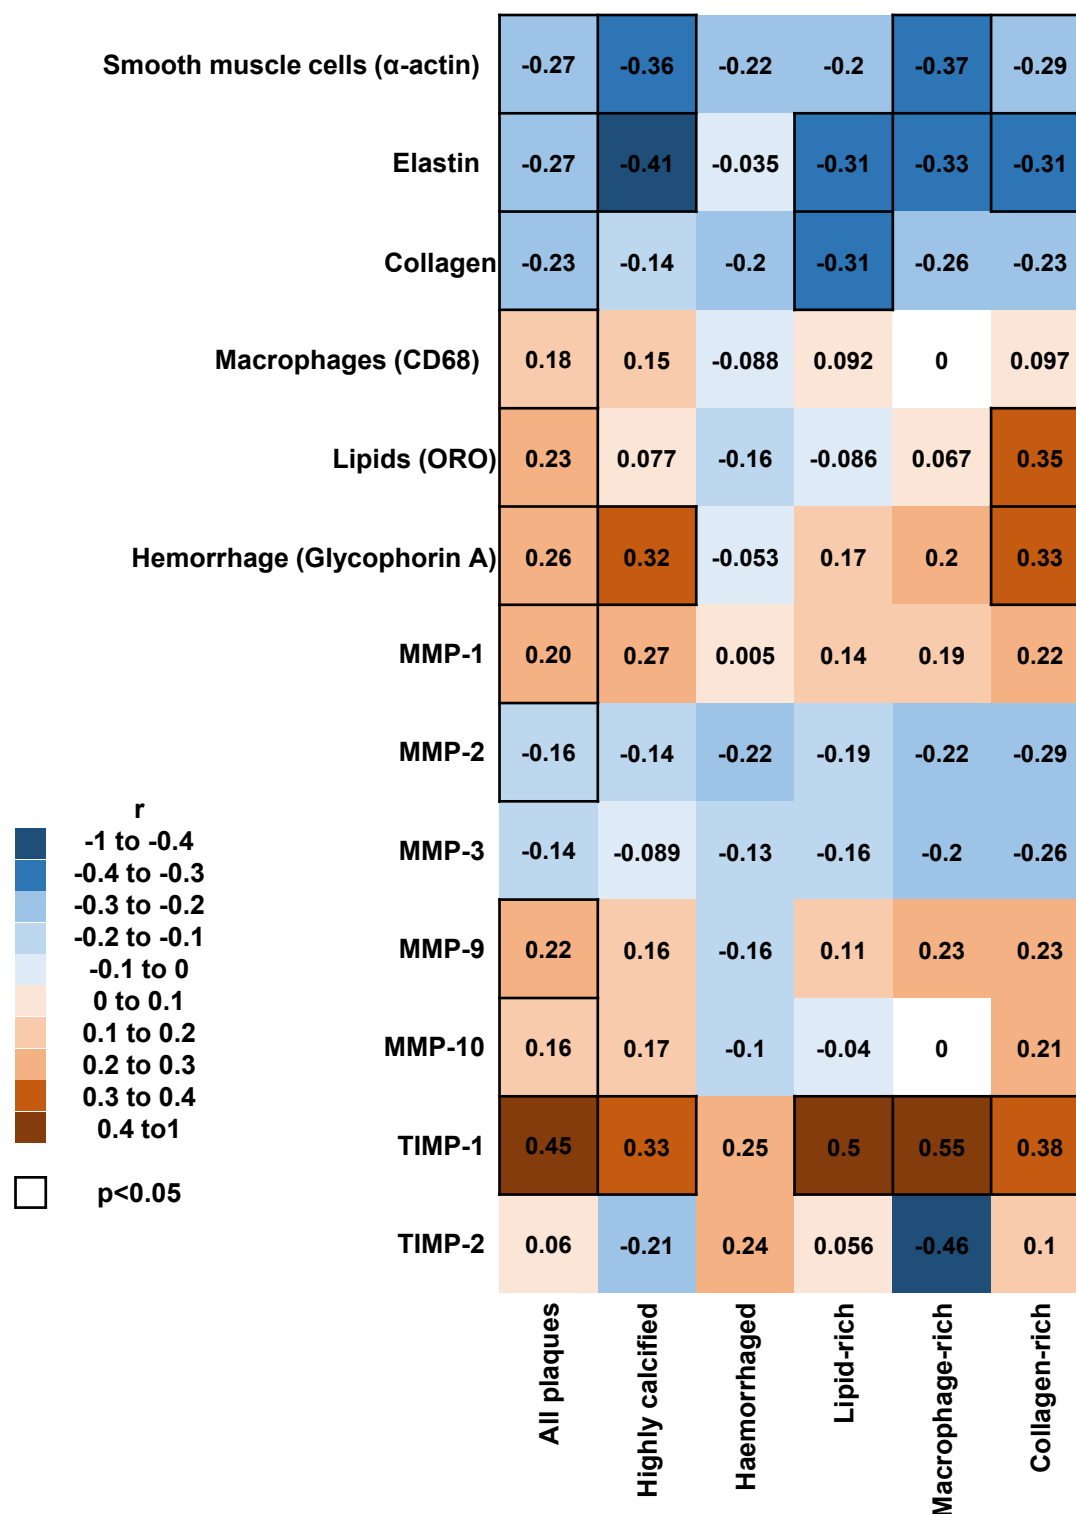 Smooth muscle cells (α-actin) -0.27 -0.36 -0.22 -0.2 -0.37 -0.29
Elastin -0.27 -0.41 -0.035 -0.31 -0.33 -0.31
Collagen -0.23 -0.14 -0.2 -0.31 -0.26 -0.23
Macrophages (CD68) 0.18 0.15 -0.088 0.092 0 0.097
Lipids (ORO) 0.23 0.077 -0.16 -0.086 0.067 0.35
Hemorrhage (Glycophorin A) 0.26 0.32 -0.053 0.17 0.2 0.33
MMP-1 0.20 0.27 0.005 0.14 0.19 0.22
MMP-2 -0.16 -0.14 -0.22 -0.19 -0.22 -0.29
MMP-3 -0.14 -0.089 -0.13 -0.16 -0.2 -0.26
MMP-9 0.22 0.16 -0.16 0.11 0.23 0.23
MMP-10 0.16 0.17 -0.1 -0.04 0 0.21
TIMP-1 0.45 0.33 0.25 0.5 0.55 0.38
TIMP-2 0.06 -0.21 0.24 0.056 -0.46 0.1
All plaques
Highly calcified
Haemorrhaged
Lipid-rich
Macrophage-rich
Collagen-rich
r
-1 to -0.4
-0.4 to -0.3
-0.3 to -0.2
-0.2 to -0.1
-0.1 to 0
0 to 0.1
0.1 to 0.2
0.2 to 0.3
0.3 to 0.4
0.4 to1
p<0.05